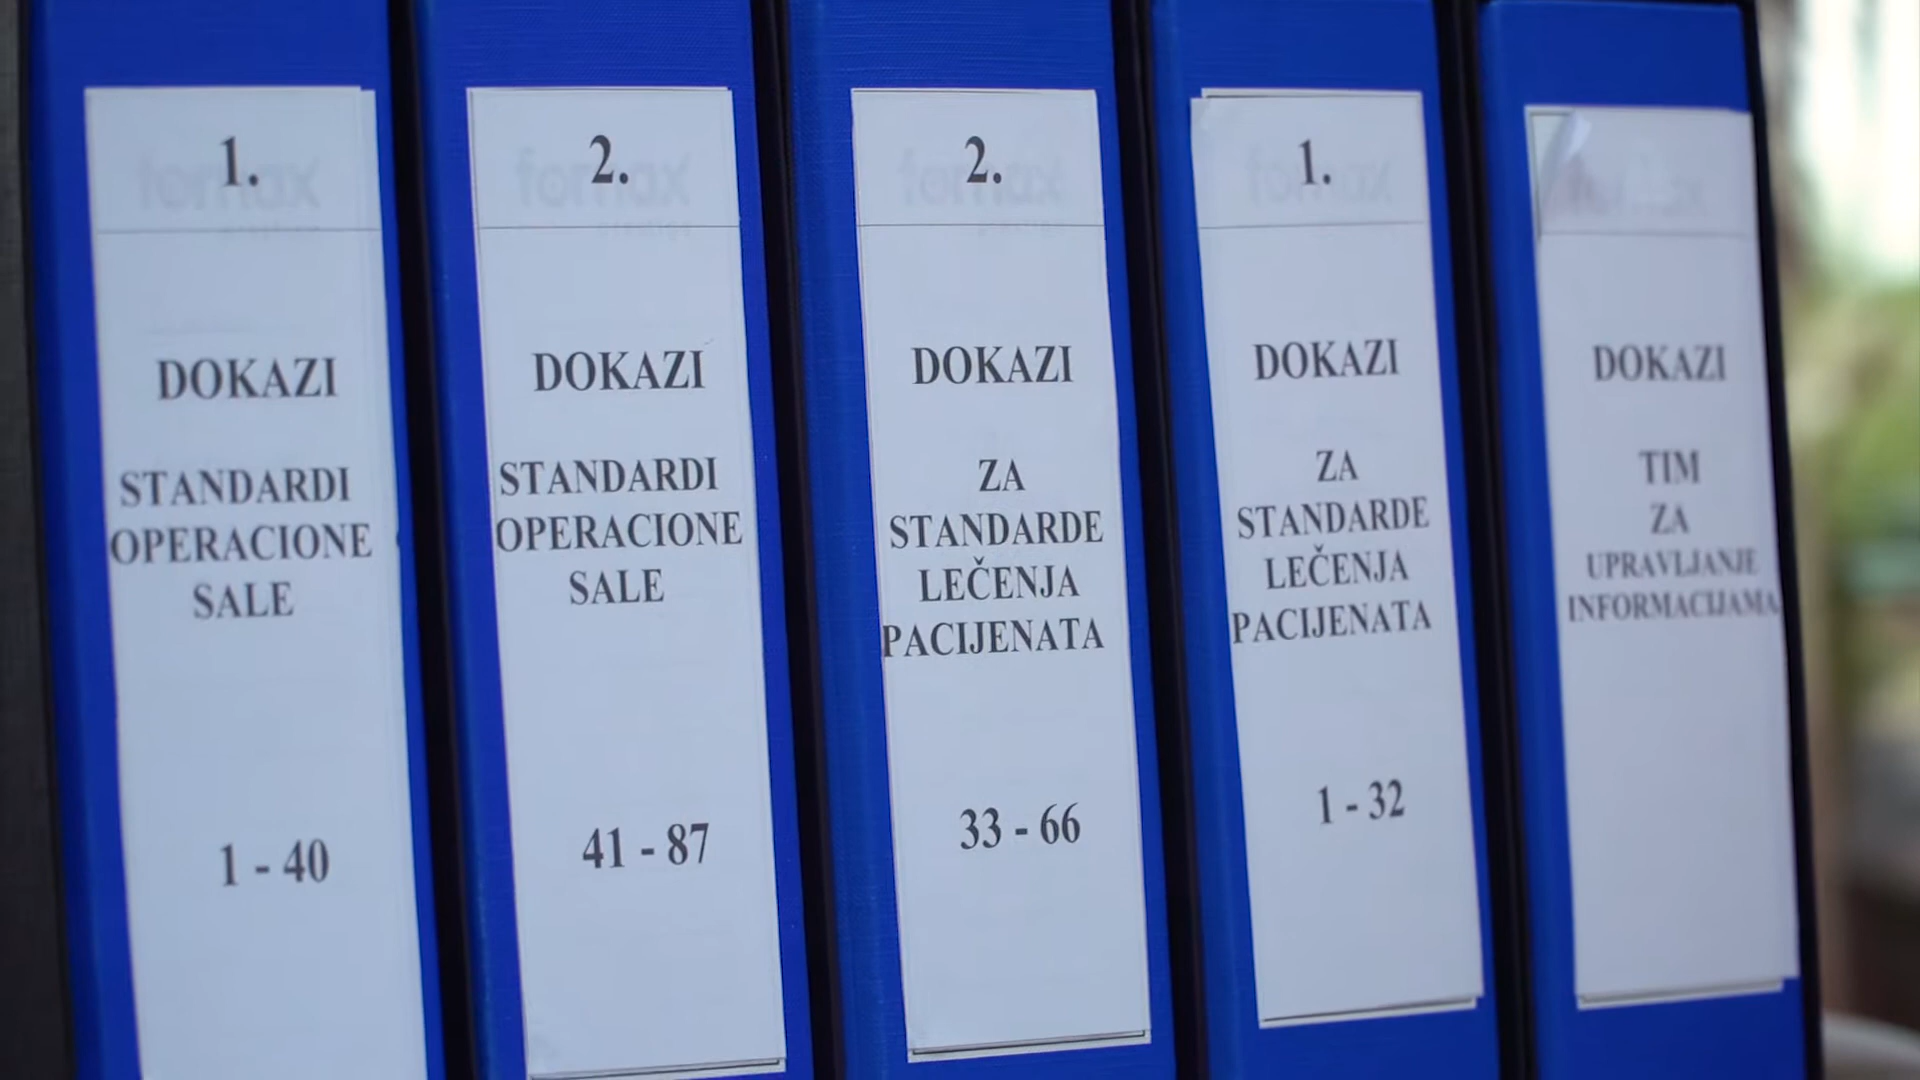 1.
DOKAZI
STANDARDI
OPERACIONE
SALE
1 - 40
2.
DOKAZI
STANDARDI
OPERACIONE
SALE
41 - 87
2.
DOKAZI
ZA
STANDARDE
LEČENJA
PACIJENATA
33 - 66
1.
DOKAZI
ZA
STANDARDE
LEČENJA
PACIJENATA
1 - 32
DOKAZI
TIM
ZA
UPRAVLJANJE
INFORMACIJAMA